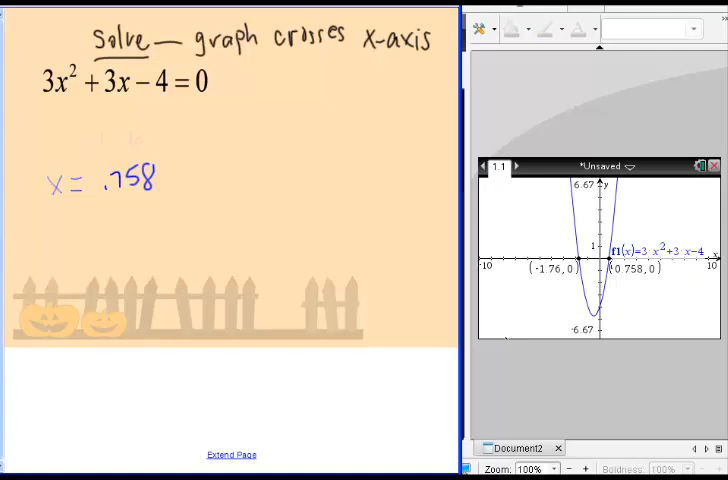 Solve — graph crosses x-axis
3x² + 3x − 4 = 0
x = .758
Extend Page
1.1
*Unsaved
6.67
y
1
f1(x)=3·x²+3·x−4
x
-10
(-1.76,0)
(0.758,0)
10
-6.67
Document2
Zoom: 100%
Boldness: 100%